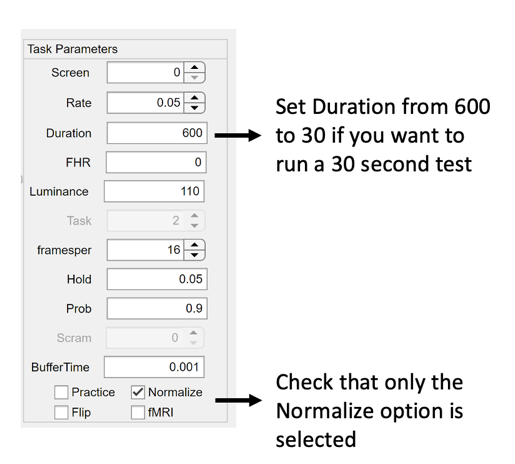 Task Parameters
Screen 0
Rate 0.05
Duration 600
FHR 0
Luminance 110
Task 2
framesper 16
Hold 0.05
Prob 0.9
Scram 0
BufferTime 0.001
Practice Normalize
Flip fMRI
Set Duration from 600
to 30 if you want to
run a 30 second test
Check that only the
Normalize option is
selected